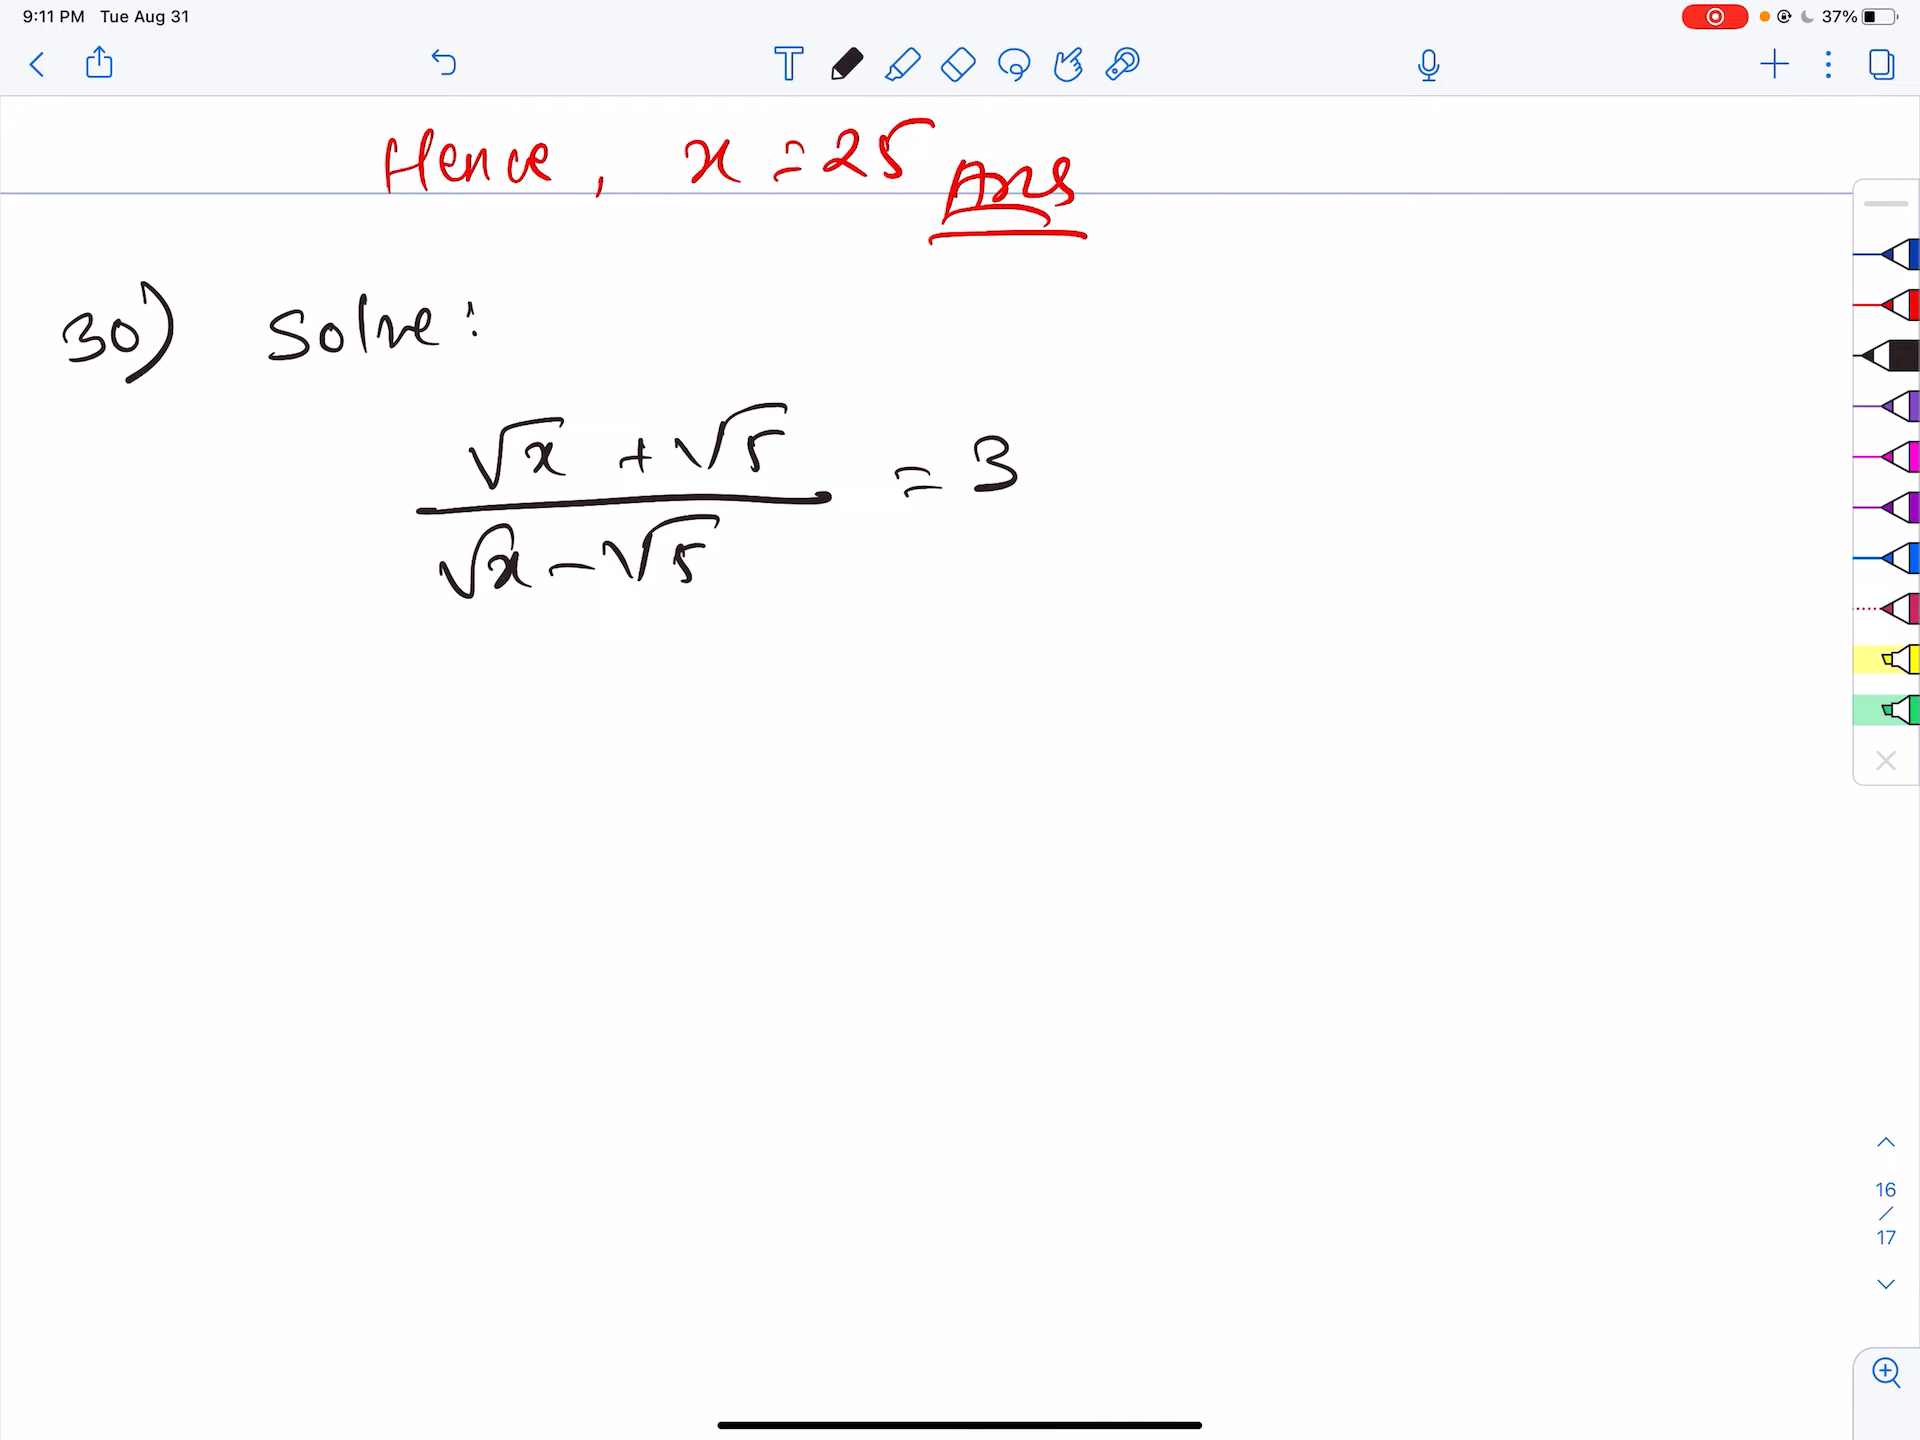 9:11 PM Tue Aug 31
37%
T
Hence, x = 25 Ans
30) Solve:
√x + √5
= 3
√x - √5
16
/
17